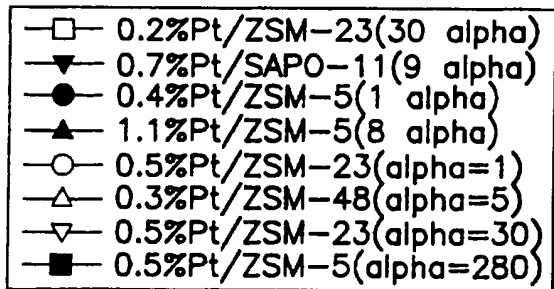 0.2%Pt/ZSM-23(30 alpha)
0.7%Pt/SAPO-11(9 alpha)
0.4%Pt/ZSM-5(1 alpha)
1.1%Pt/ZSM-5(8 alpha)
0.5%Pt/ZSM-23(alpha=1)
0.3%Pt/ZSM-48(alpha=5)
0.5%Pt/ZSM-23(alpha=30)
0.5%Pt/ZSM-5(alpha=280)